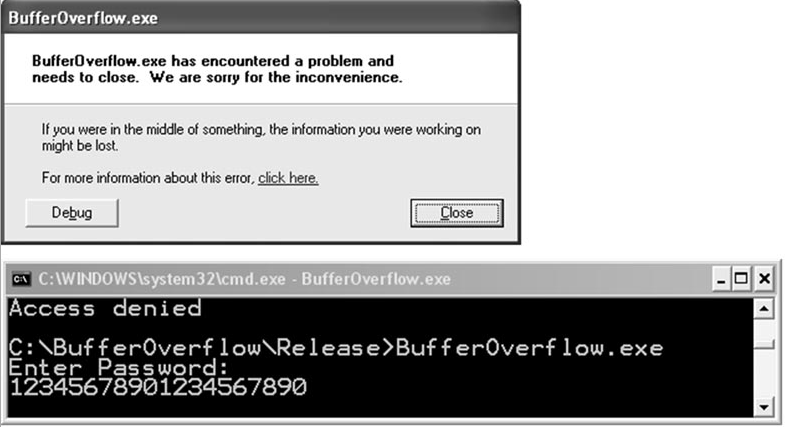 BufferOverflow.exe
BufferOverflow.exe has encountered a problem and
needs to close. We are sorry for the inconvenience.
If you were in the middle of something, the information you were working on
might be lost.
For more information about this error, click here.
Debug Close
C:\WINDOWS\system32\cmd.exe - BufferOverflow.exe
Access denied
C:\BufferOverflow\Release>BufferOverflow.exe
Enter Password:
12345678901234567890